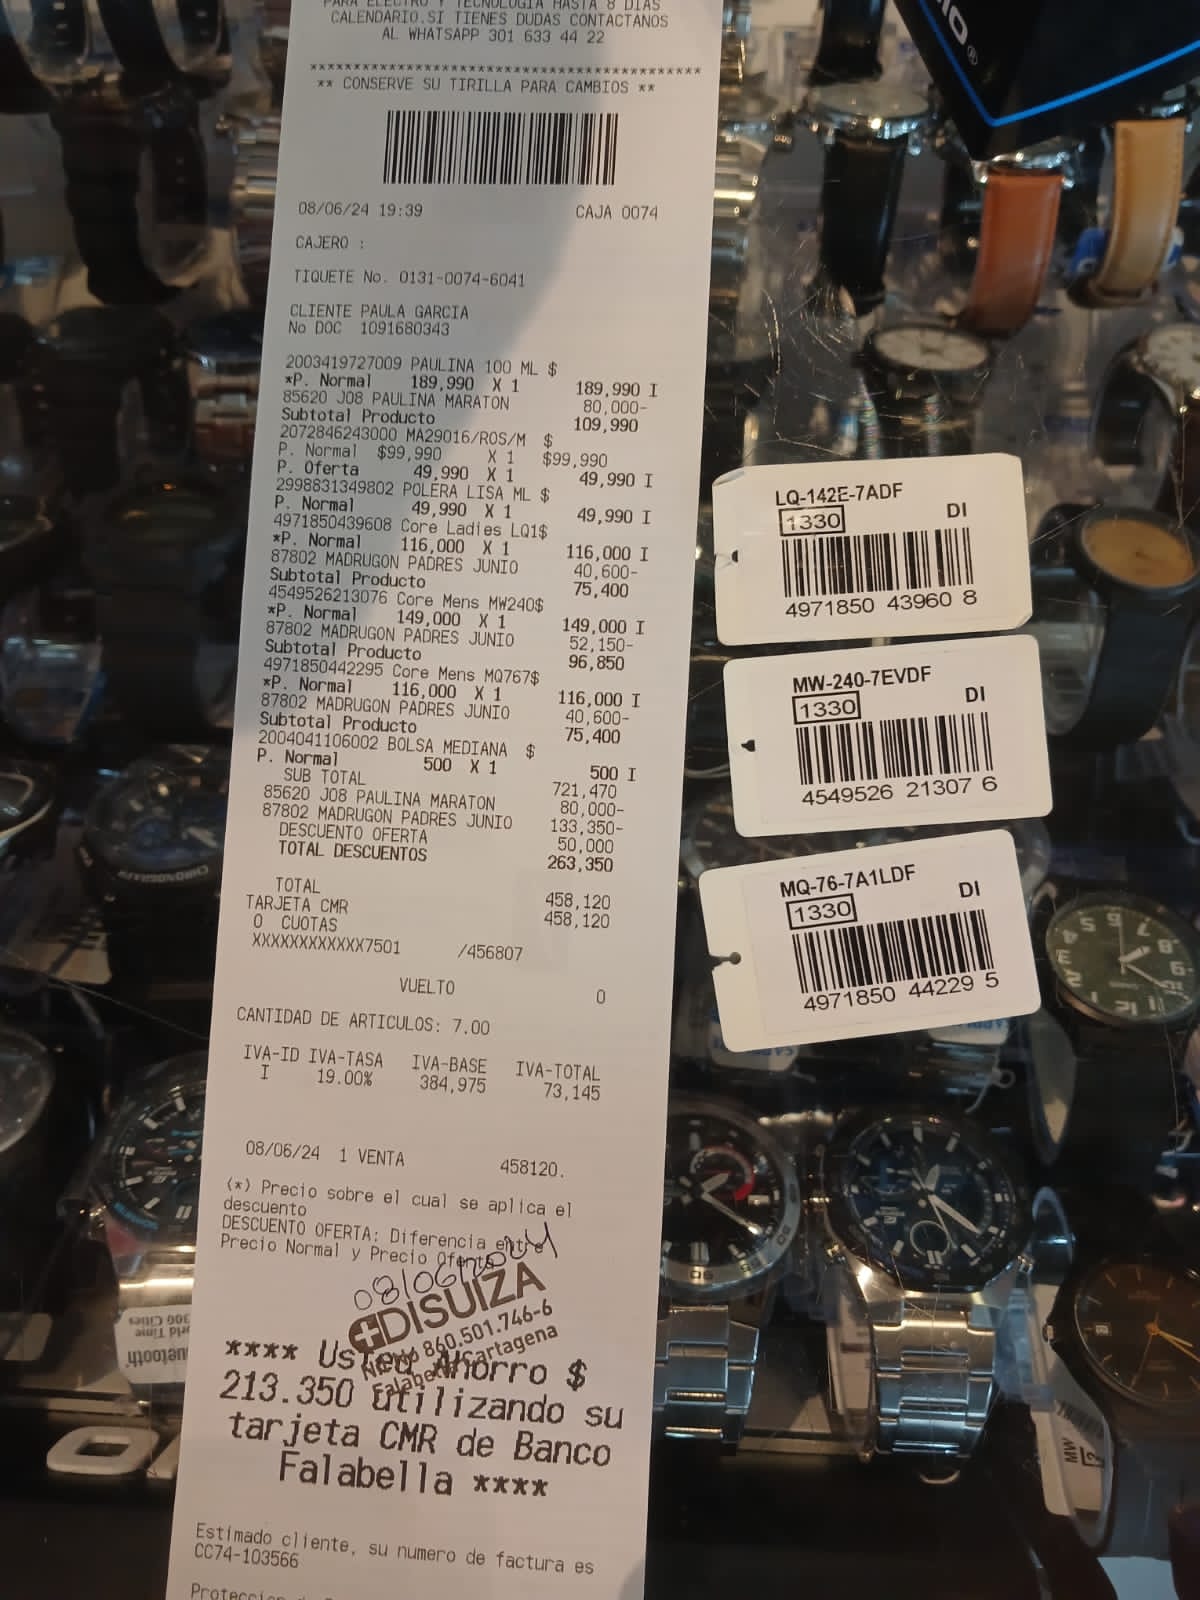 PARA ELECTRO Y TECNOLOGIA HASTA 8 DIAS
CALENDARIO.SI TIENES DUDAS CONTACTANOS
AL WHATSAPP 301 633 44 22
** CONSERVE SU TIRILLA PARA CAMBIOS **
08/06/24 19:39 CAJA 0074
CAJERO :
TIQUETE No. 0131-0074-6041
CLIENTE PAULA GARCIA
No DOC 1091680343
2003419727009 PAULINA 100 ML $
*P. Normal 189,990 X 1 189,990 I
85620 J08 PAULINA MARATON 80,000-
Subtotal Producto 109,990
2072846243000 MA29016/ROS/M $
P. Normal $99,990 X 1 $99,990
P. Oferta 49,990 X 1 49,990 I
2998831349802 POLERA LISA ML $
P. Normal 49,990 X 1 49,990 I
4971850439608 Core Ladies LQ1$
*P. Normal 116,000 X 1 116,000 I
87802 MADRUGON PADRES JUNIO 40,600-
Subtotal Producto 75,400
4549526213076 Core Mens MW240$
*P. Normal 149,000 X 1 149,000 I
87802 MADRUGON PADRES JUNIO 52,150-
Subtotal Producto 96,850
4971850442295 Core Mens MQ767$
*P. Normal 116,000 X 1 116,000 I
87802 MADRUGON PADRES JUNIO 40,600-
Subtotal Producto 75,400
2004041106002 BOLSA MEDIANA $
P. Normal 500 X 1 500 I
SUB TOTAL 721,470
85620 J08 PAULINA MARATON 80,000-
87802 MADRUGON PADRES JUNIO 133,350-
DESCUENTO OFERTA 50,000
TOTAL DESCUENTOS 263,350
TOTAL 458,120
TARJETA CMR 458,120
0 CUOTAS
XXXXXXXXXXXX7501 /456807
VUELTO 0
CANTIDAD DE ARTICULOS: 7.00
IVA-ID IVA-TASA IVA-BASE IVA-TOTAL
I 19.00% 384,975 73,145
08/06/24 1 VENTA 458120.
(*) Precio sobre el cual se aplica el
descuento
DESCUENTO OFERTA: Diferencia entre
Precio Normal y Precio Oferta
08/06/2024
DISUIZA
860.501.746-6
Falabella Cartagena
**** Usted Ahorro $
213.350 utilizando su
tarjeta CMR de Banco
Falabella ****
Estimado cliente, su numero de factura es
CC74-103566
LQ-142E-7ADF
1330 DI
4971850 43960 8
MW-240-7EVDF
1330 DI
4549526 21307 6
MQ-76-7A1LDF
1330 DI
4971850 44229 5
CHRONOGRAPH
MW